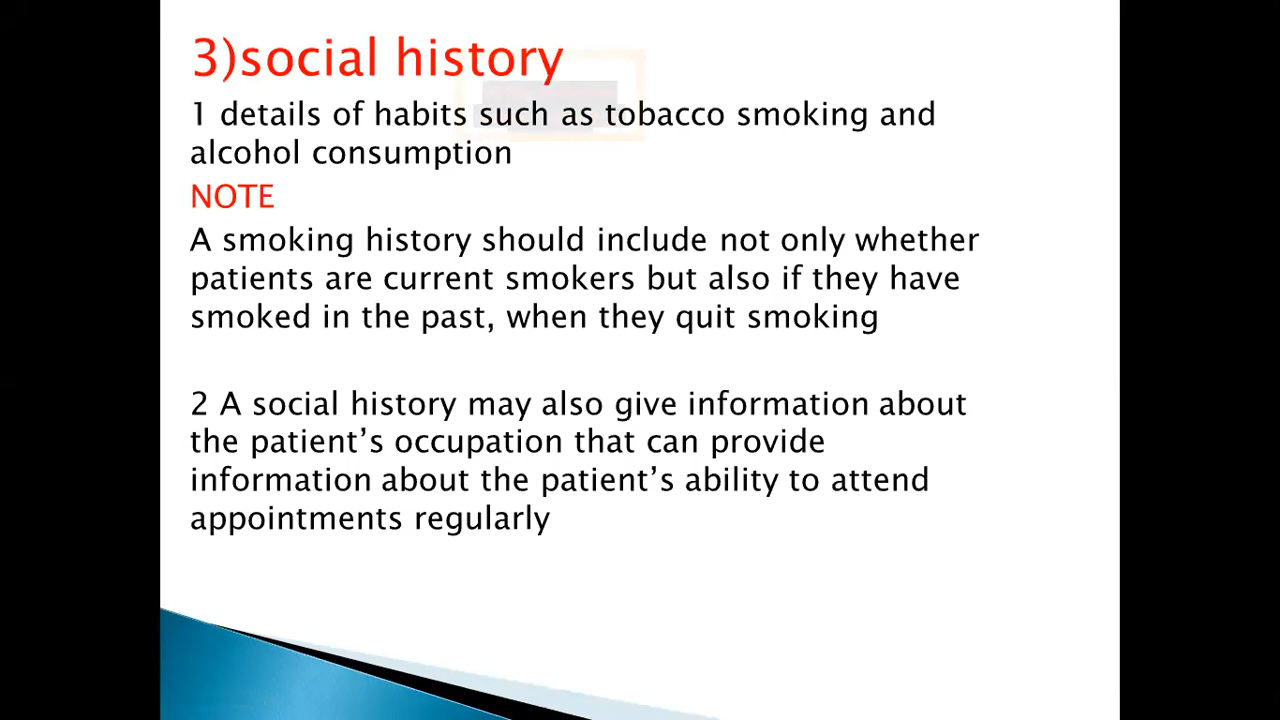 3)social history
1 details of habits such as tobacco smoking and
alcohol consumption
NOTE
A smoking history should include not only whether
patients are current smokers but also if they have
smoked in the past, when they quit smoking
2 A social history may also give information about
the patient’s occupation that can provide
information about the patient’s ability to attend
appointments regularly